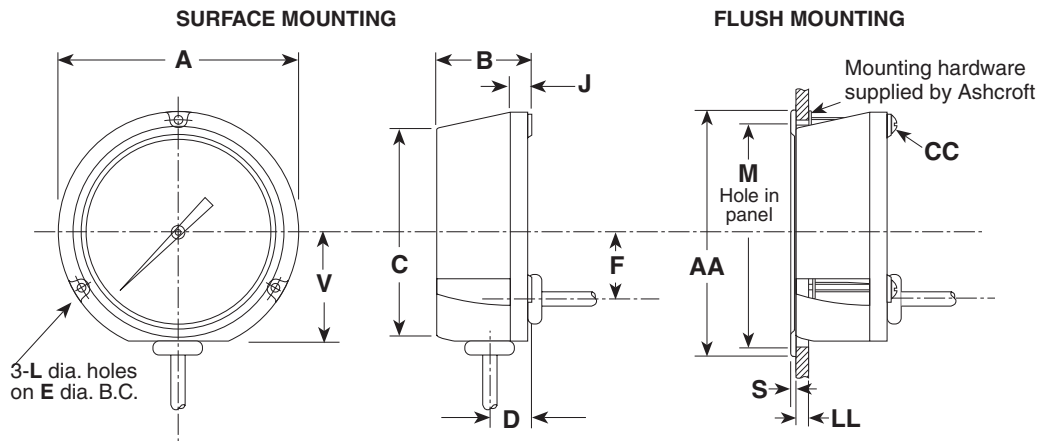 SURFACE MOUNTING
FLUSH MOUNTING
A
B
J
Mounting hardware
supplied by Ashcroft
CC
M
Hole in
panel
V
C
F
AA
3-L dia. holes
on E dia. B.C.
D
S
LL